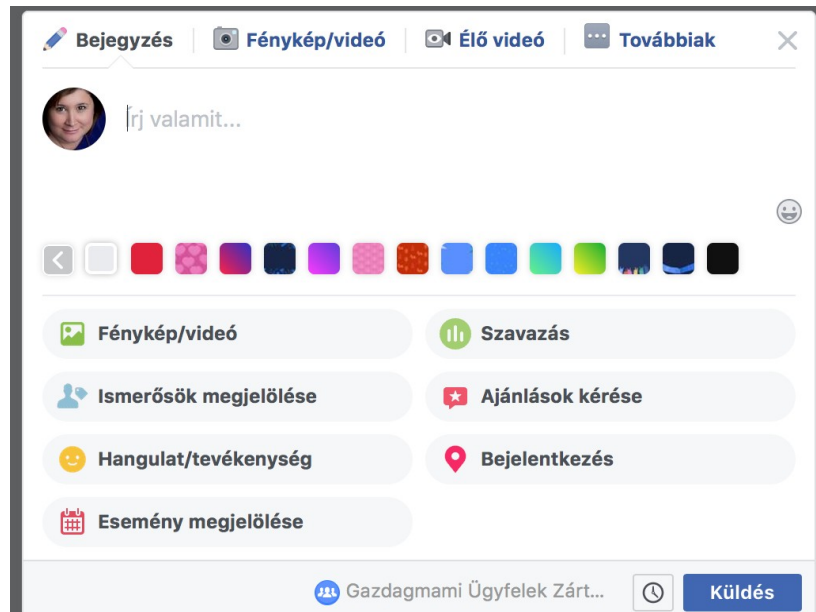 Bejegyzés Fénykép/videó Élő videó Továbbiak
Írj valamit...
Fénykép/videó Szavazás
Ismerősök megjelölése Ajánlások kérése
Hangulat/tevékenység Bejelentkezés
Esemény megjelölése
Gazdagmami Ügyfelek Zárt... Küldés